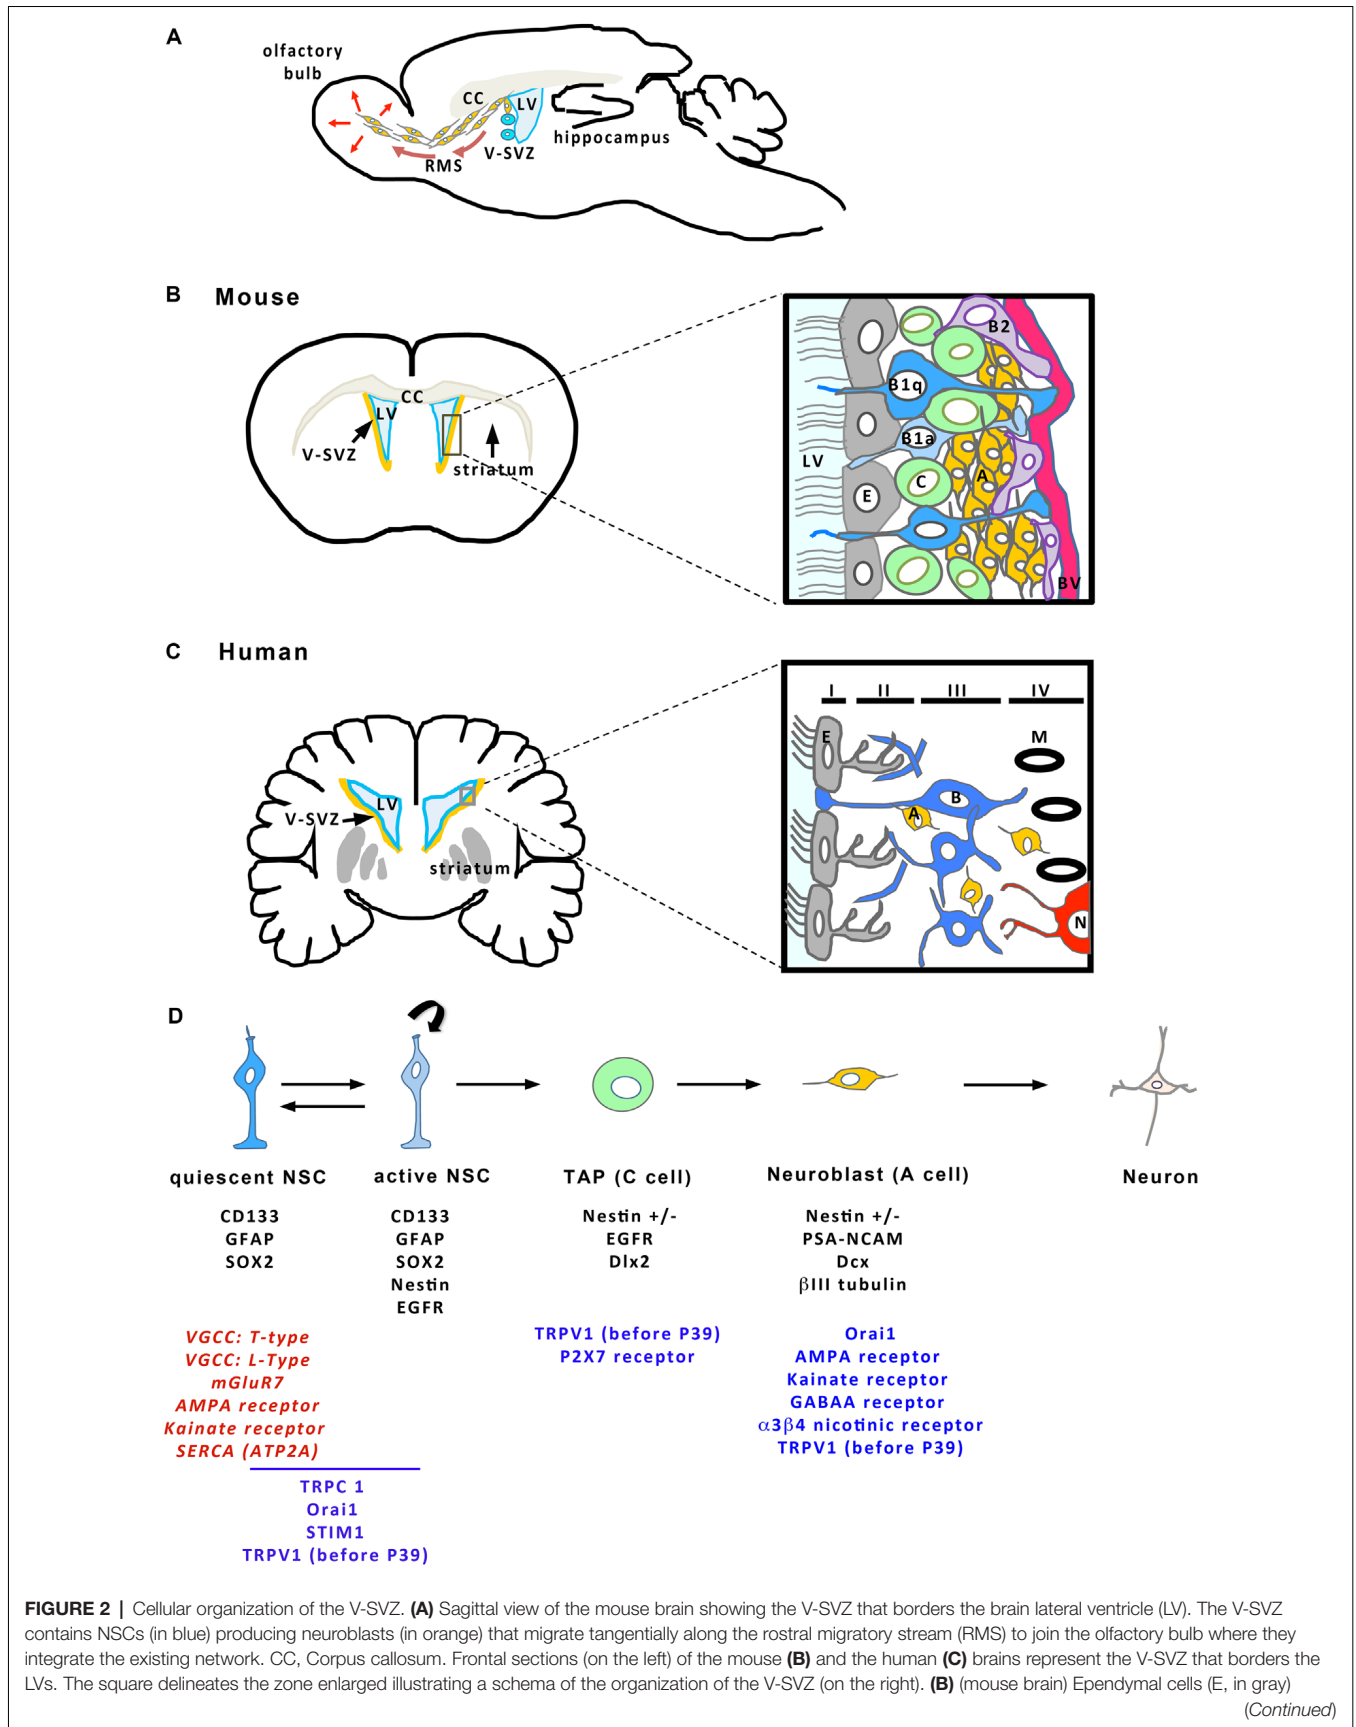 A
olfactory
bulb
CC
LV
hippocampus
V-SVZ
RMS
B Mouse
CC
LV
V-SVZ
striatum
B2
B1q
B1a
LV
C
A
E
BV
C Human
LV
V-SVZ
striatum
I II III IV
E
M
B
A
N
D
quiescent NSC
active NSC
TAP (C cell)
Neuroblast (A cell)
Neuron
CD133
GFAP
SOX2
CD133
GFAP
SOX2
Nestin
EGFR
Nestin +/-
EGFR
Dlx2
Nestin +/-
PSA-NCAM
Dcx
βIII tubulin
VGCC: T-type
VGCC: L-Type
mGluR7
AMPA receptor
Kainate receptor
SERCA (ATP2A)
TRPC 1
Orai1
STIM1
TRPV1 (before P39)
TRPV1 (before P39)
P2X7 receptor
Orai1
AMPA receptor
Kainate receptor
GABAA receptor
α3β4 nicotinic receptor
TRPV1 (before P39)
FIGURE 2 | Cellular organization of the V-SVZ. (A) Sagittal view of the mouse brain showing the V-SVZ that borders the brain lateral ventricle (LV). The V-SVZ
contains NSCs (in blue) producing neuroblasts (in orange) that migrate tangentially along the rostral migratory stream (RMS) to join the olfactory bulb where they
integrate the existing network. CC, Corpus callosum. Frontal sections (on the left) of the mouse (B) and the human (C) brains represent the V-SVZ that borders the
LVs. The square delineates the zone enlarged illustrating a schema of the organization of the V-SVZ (on the right). (B) (mouse brain) Ependymal cells (E, in gray)
(Continued)